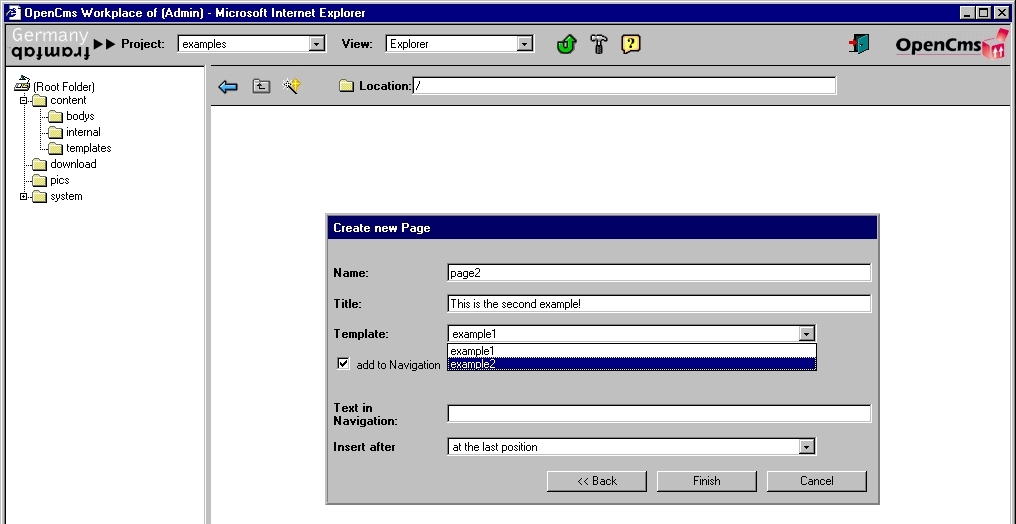 OpenCms Workplace of (Admin) - Microsoft Internet Explorer
Germany
framfab
Project: examples View: Explorer OpenCms
(Root Folder)
content
bodys
internal
templates
download
pics
system
Location: /
Create new Page
Name: page2
Title: This is the second example!
Template: example1
example1
example2
add to Navigation
Text in
Navigation:
Insert after at the last position
<< Back Finish Cancel